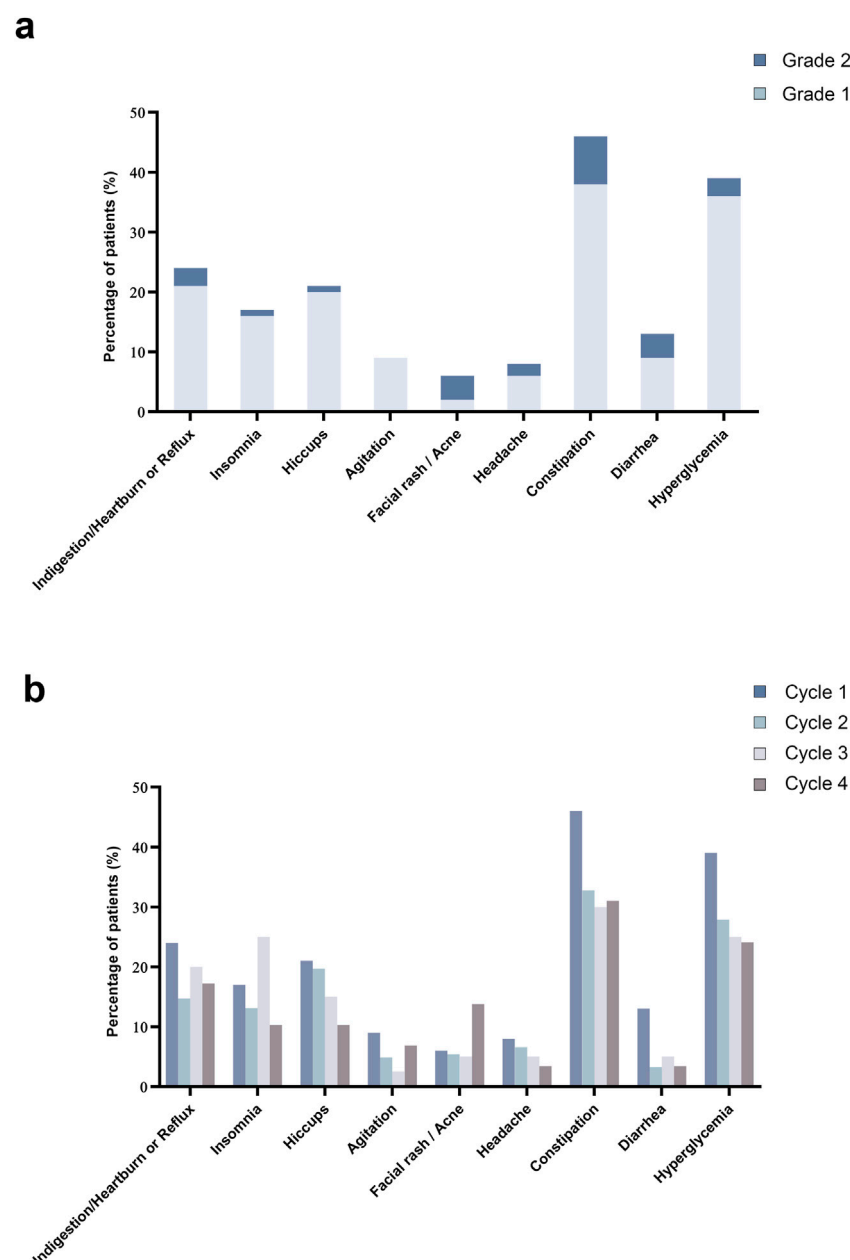 a
Grade 2
Grade 1
Percentage of patients (%)
50
40
30
20
10
0
Indigestion/Heartburn or Reflux
Insomnia
Hiccups
Agitation
Facial rash / Acne
Headache
Constipation
Diarrhea
Hyperglycemia
b
Cycle 1
Cycle 2
Cycle 3
Cycle 4
Percentage of patients (%)
50
40
30
20
10
0
Indigestion/Heartburn or Reflux
Insomnia
Hiccups
Agitation
Facial rash / Acne
Headache
Constipation
Diarrhea
Hyperglycemia